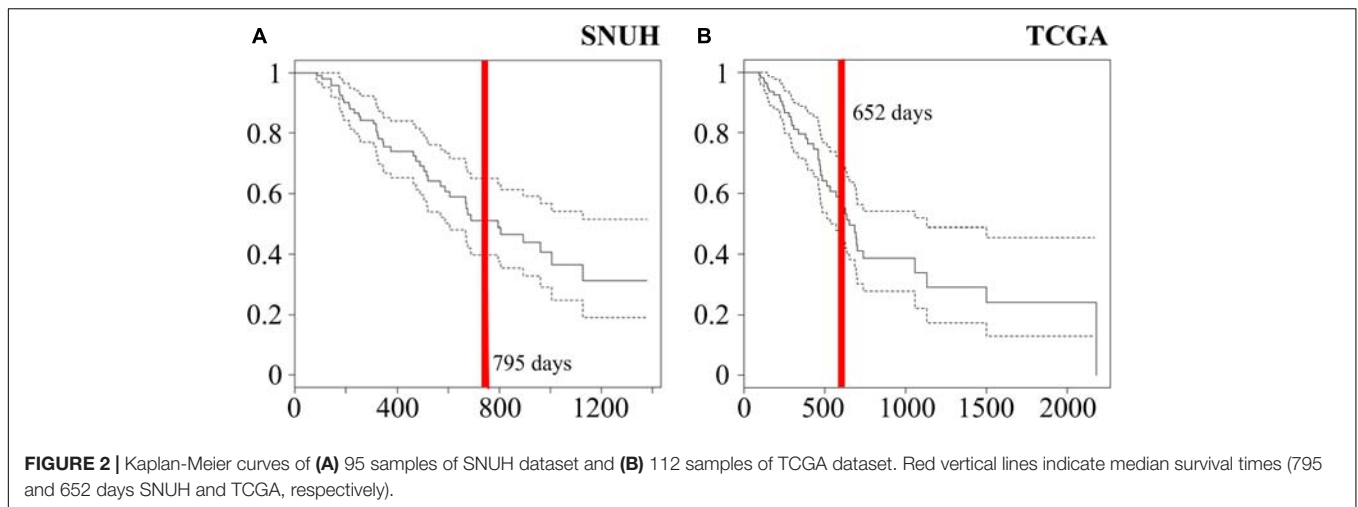 A SNUH
1
0.8
0.6
0.4
0.2
0
795 days
0 400 800 1200
B TCGA
1
0.8
0.6
0.4
0.2
0
652 days
0 500 1000 1500 2000
FIGURE 2 | Kaplan-Meier curves of (A) 95 samples of SNUH dataset and (B) 112 samples of TCGA dataset. Red vertical lines indicate median survival times (795
and 652 days SNUH and TCGA, respectively).